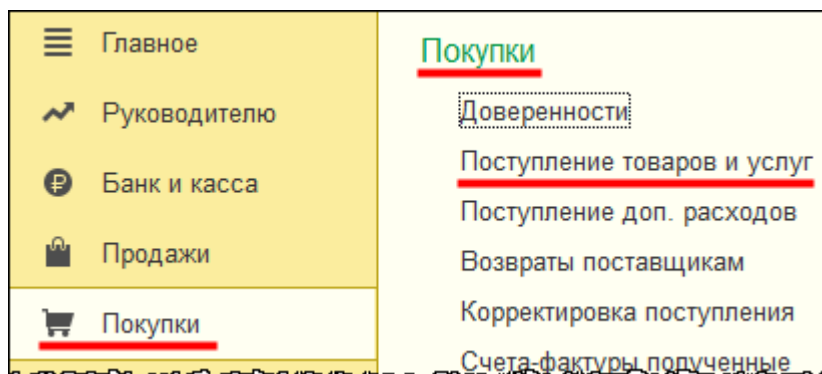 Главное
Руководителю
Банк и касса
Продажи
Покупки
Покупки
Доверенности
Поступление товаров и услуг
Поступление доп. расходов
Возвраты поставщикам
Корректировка поступления
Счета-фактуры полученные